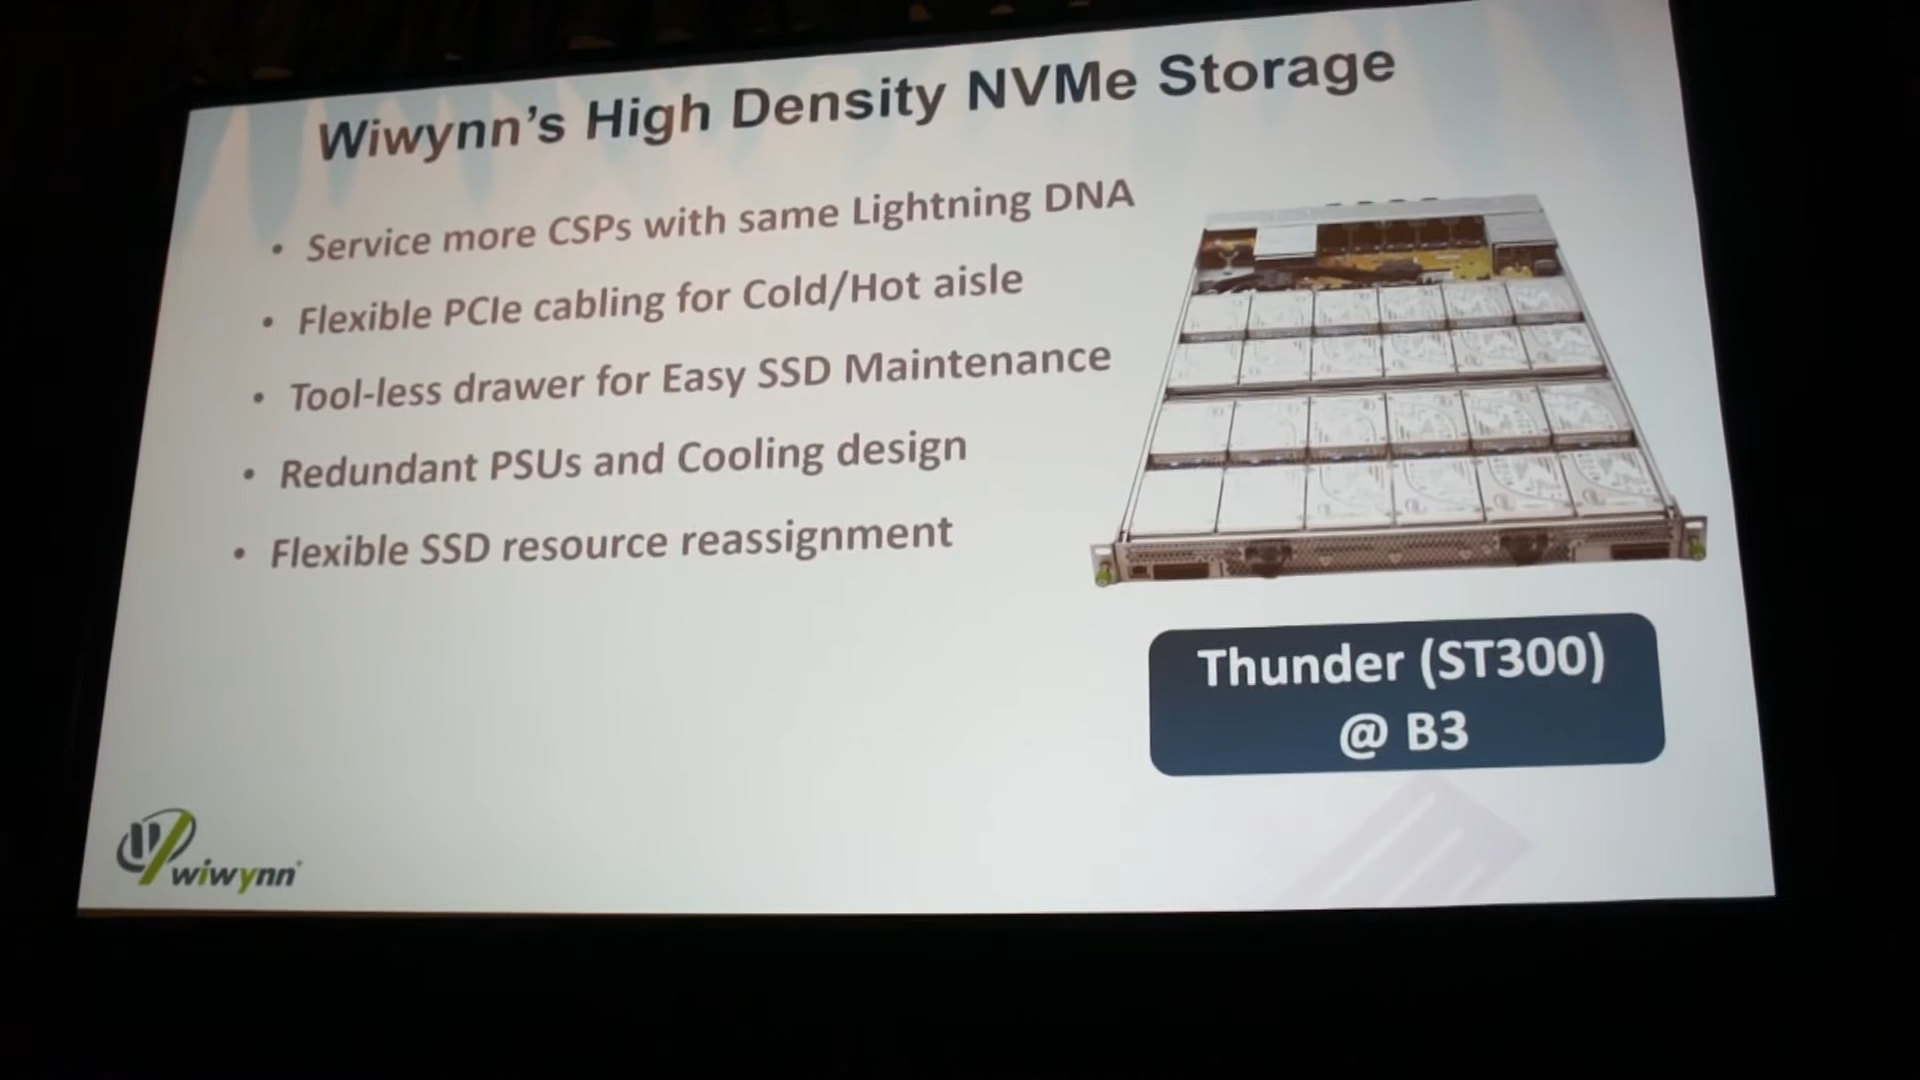 Wiwynn's High Density NVMe Storage
• Service more CSPs with same Lightning DNA
• Flexible PCIe cabling for Cold/Hot aisle
• Tool-less drawer for Easy SSD Maintenance
• Redundant PSUs and Cooling design
• Flexible SSD resource reassignment
Thunder (ST300)
@ B3
wiwynn